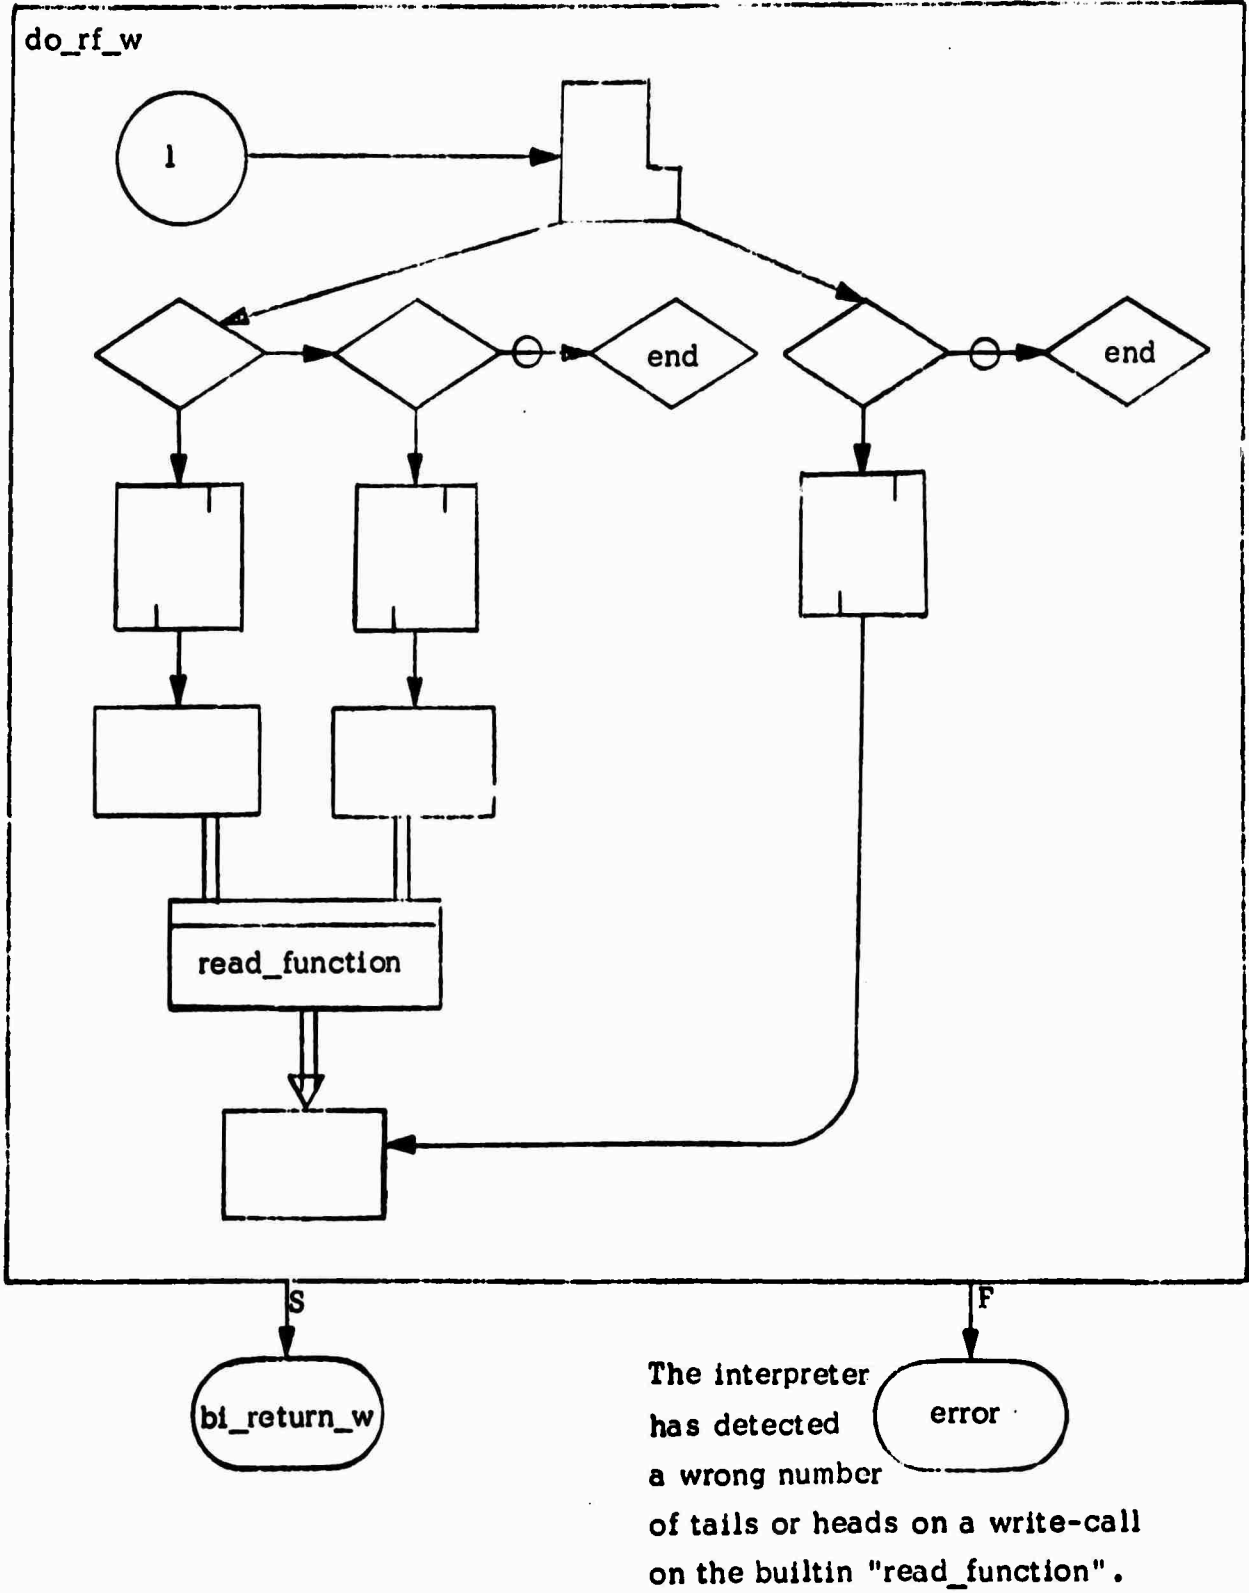 do_rf_w
1
end
end
read_function
S
F
bi_return_w
error
The interpreter
has detected
a wrong number
of tails or heads on a write-call
on the builtin "read_function".